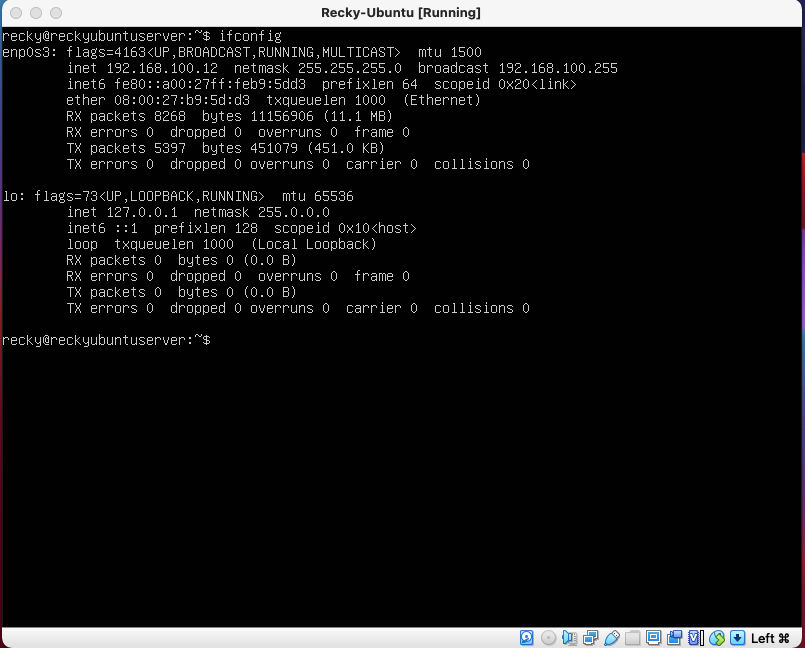 Recky-Ubuntu [Running]
recky@reckyubuntuserver:~$ ifconfig
enp0s3: flags=4163<UP,BROADCAST,RUNNING,MULTICAST>  mtu 1500
        inet 192.168.100.12  netmask 255.255.255.0  broadcast 192.168.100.255
        inet6 fe80::a00:27ff:feb9:5dd3  prefixlen 64  scopeid 0x20<link>
        ether 08:00:27:b9:5d:d3  txqueuelen 1000  (Ethernet)
        RX packets 8268  bytes 11156906 (11.1 MB)
        RX errors 0  dropped 0  overruns 0  frame 0
        TX packets 5397  bytes 451079 (451.0 KB)
        TX errors 0  dropped 0 overruns 0  carrier 0  collisions 0
lo: flags=73<UP,LOOPBACK,RUNNING>  mtu 65536
        inet 127.0.0.1  netmask 255.0.0.0
        inet6 ::1  prefixlen 128  scopeid 0x10<host>
        loop  txqueuelen 1000  (Local Loopback)
        RX packets 0  bytes 0 (0.0 B)
        RX errors 0  dropped 0  overruns 0  frame 0
        TX packets 0  bytes 0 (0.0 B)
        TX errors 0  dropped 0 overruns 0  carrier 0  collisions 0
recky@reckyubuntuserver:~$
Left ⌘